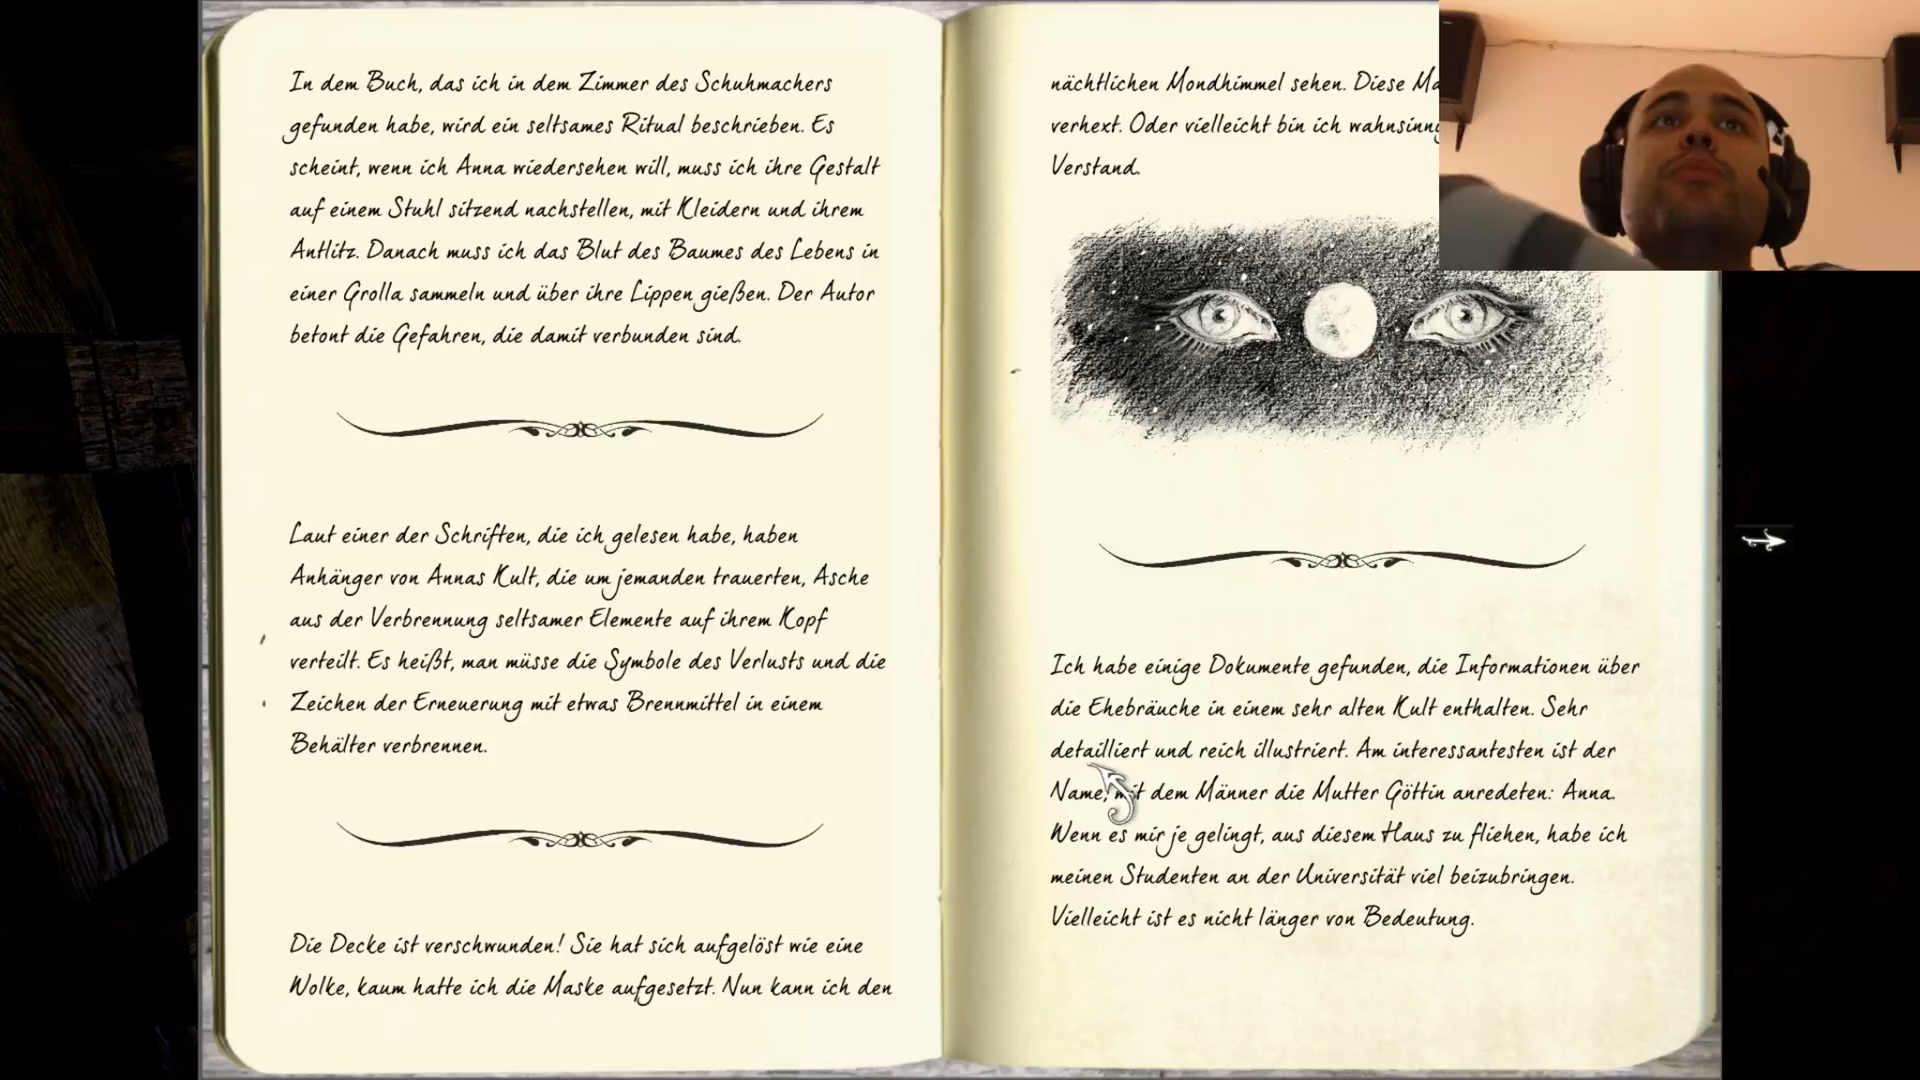 In dem Buch, das ich in dem Zimmer des Schuhmachers
gefunden habe, wird ein seltsames Ritual beschrieben. Es
scheint, wenn ich Anna wiedersehen will, muss ich ihre Gestalt
auf einem Stuhl sitzend nachstellen, mit Kleidern und ihrem
Antlitz. Danach muss ich das Blut des Baumes des Lebens in
einer Grolla sammeln und über ihre Lippen gießen. Der Autor
betont die Gefahren, die damit verbunden sind.
Laut einer der Schriften, die ich gelesen habe, haben
Anhänger von Annas Kult, die um jemanden trauerten, Asche
aus der Verbrennung seltsamer Elemente auf ihrem Kopf
verteilt. Es heißt, man müsse die Symbole des Verlusts und die
Zeichen der Erneuerung mit etwas Brennmittel in einem
Behälter verbrennen.
Die Decke ist verschwunden! Sie hat sich aufgelöst wie eine
Wolke, kaum hatte ich die Maske aufgesetzt. Nun kann ich den
nächtlichen Mondhimmel sehen. Diese
verhext. Oder vielleicht bin ich
Verstand.
Ich habe einige Dokumente gefunden, die Informationen über
die Ehebräuche in einem sehr alten Kult enthalten. Sehr
detailliert und reich illustriert. Am interessantesten ist der
Name, mit dem Männer die Mutter Göttin anredeten: Anna.
Wenn es mir je gelingt, aus diesem Haus zu fliehen, habe ich
meinen Studenten an der Universität viel beizubringen.
Vielleicht ist es nicht länger von Bedeutung.